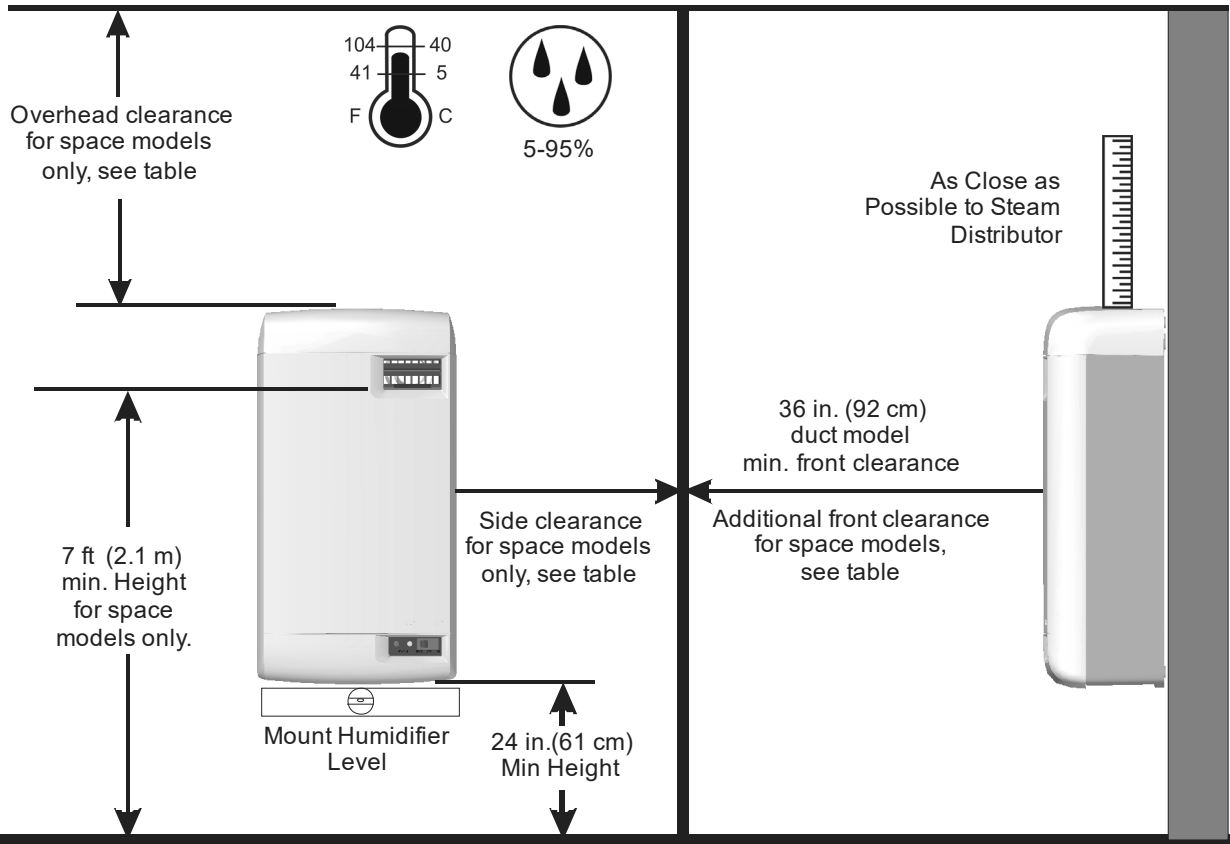 104
40
41
5
F
C
5-95%
Overhead clearance
for space models
only, see table
As Close as
Possible to Steam
Distributor
36 in. (92 cm)
duct model
min. front clearance
Side clearance
for space models
only, see table
Additional front clearance
for space models,
see table
7 ft (2.1 m)
min. Height
for space
models only.
Mount Humidifier
Level
24 in.(61 cm)
Min Height